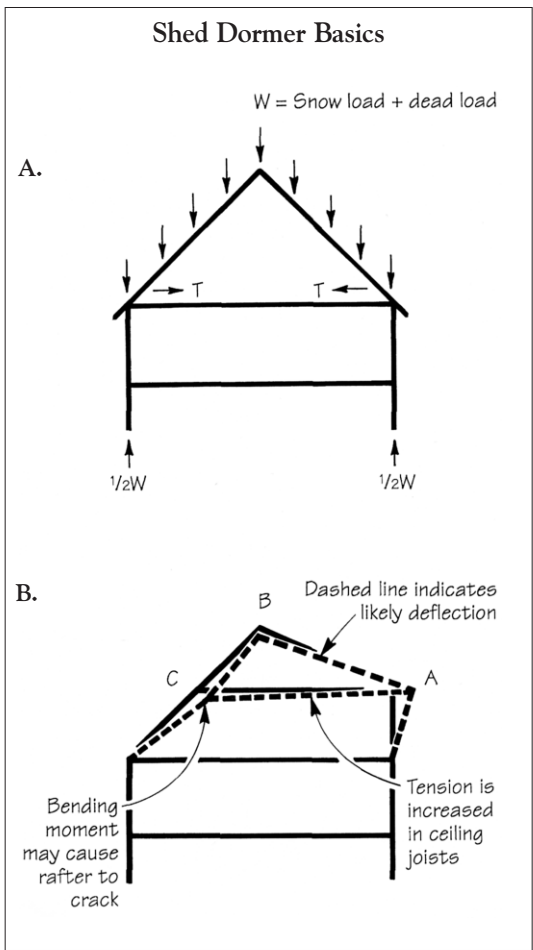 Shed Dormer Basics
W = Snow load + dead load
A.
T
T
1/2W
1/2W
B.
Dashed line indicates
likely deflection
B
C
A
Bending
moment
may cause
rafter to
crack
Tension is
increased
in ceiling
joists